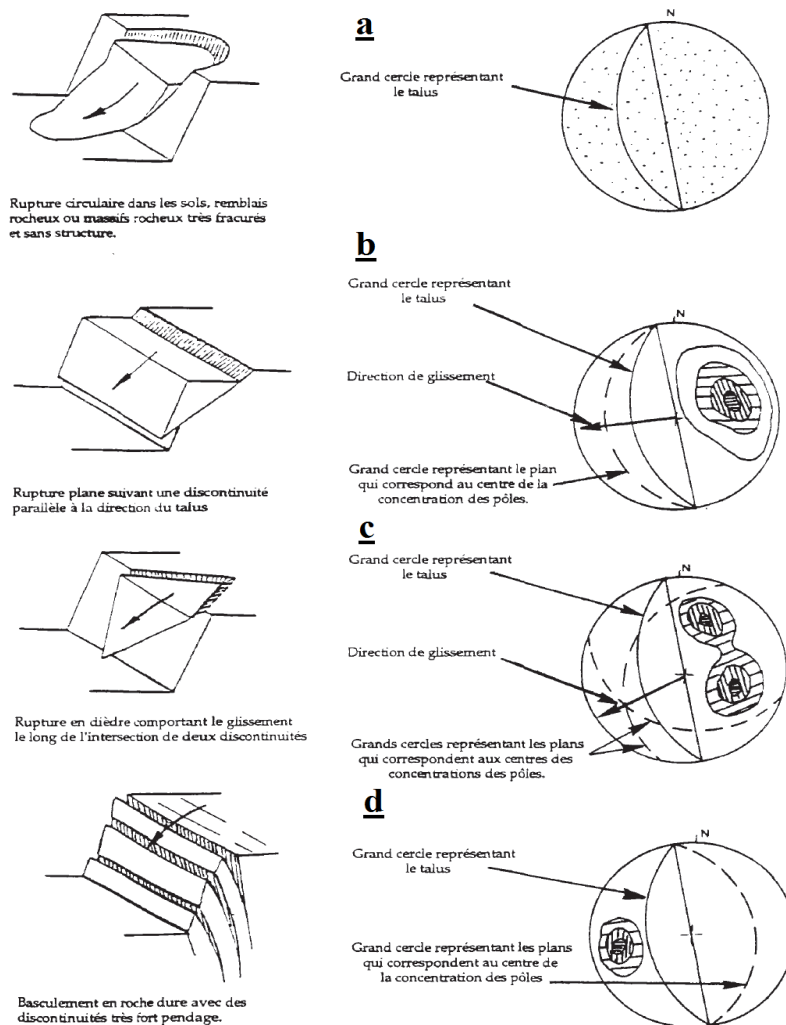 a
N
Grand cercle représentant
le talus
Rupture circulaire dans les sols, remblais
rocheux ou massifs rocheux très fracurés
et sans structure.
b
Grand cercle représentant
le talus
N
Direction de glissement
Grand cercle représentant le plan
qui correspond au centre de la
concentration des pôles.
Rupture plane suivant une discontinuité
parallèle à la direction du talus
c
Grand cercle représentant
le talus
N
Direction de glissement
Grands cercles représentant les plans
qui correspondent aux centres des
concentrations des pôles.
Rupture en dièdre comportant le glissement
le long de l'intersection de deux discontinuités
d
Grand cercle représentant
le talus
N
Grand cercle représentant les plans
qui correspondent au centre de
la concentration des pôles
Basculement en roche dure avec des
discontinuités très fort pendage.